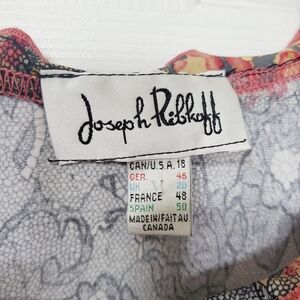 Joseph Ribkoff
CAN/U.S.A. 18
GER. 46
UK 20
FRANCE 48
SPAIN 50
MADE IN/FAIT AU
CANADA